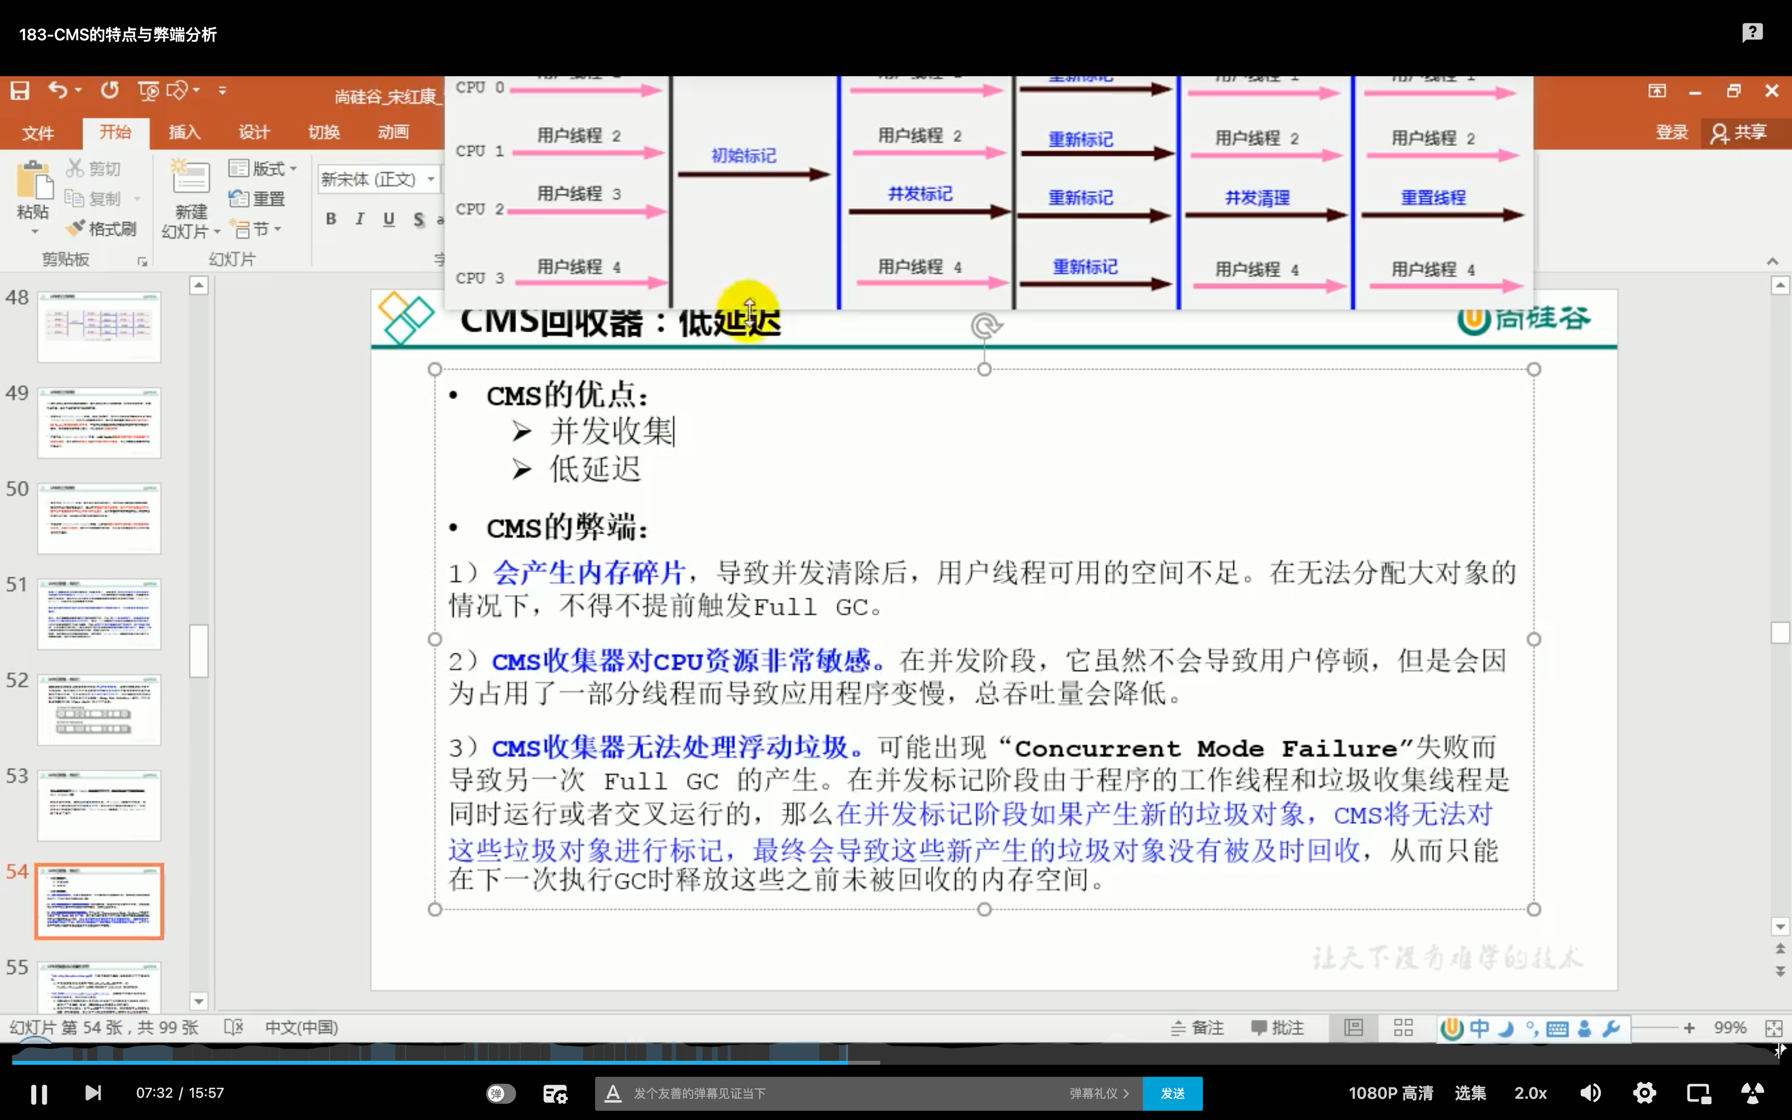 183-CMS的特点与弊端分析
尚硅谷_宋红康_
文件 开始 插入 设计 切换 动画
登录 共享
粘贴
剪切
复制
格式刷
剪贴板
新建
幻灯片
版式
重置
节
幻灯片
新宋体 (正文)
B I U S
CPU 0
CPU 1 用户线程 2 初始标记 用户线程 2 重新标记 用户线程 2 用户线程 2
CPU 2 用户线程 3 并发标记 重新标记 并发清理 重置线程
CPU 3 用户线程 4 用户线程 4 重新标记 用户线程 4 用户线程 4
CMS回收器：低延迟
尚硅谷
• CMS的优点：
➢ 并发收集
➢ 低延迟
• CMS的弊端：
1）会产生内存碎片，导致并发清除后，用户线程可用的空间不足。在无法分配大对象的
情况下，不得不提前触发Full GC。
2）CMS收集器对CPU资源非常敏感。在并发阶段，它虽然不会导致用户停顿，但是会因
为占用了一部分线程而导致应用程序变慢，总吞吐量会降低。
3）CMS收集器无法处理浮动垃圾。可能出现“Concurrent Mode Failure”失败而
导致另一次 Full GC 的产生。在并发标记阶段由于程序的工作线程和垃圾收集线程是
同时运行或者交叉运行的，那么在并发标记阶段如果产生新的垃圾对象，CMS将无法对
这些垃圾对象进行标记，最终会导致这些新产生的垃圾对象没有被及时回收，从而只能
在下一次执行GC时释放这些之前未被回收的内存空间。
让天下没有难学的技术
48
49
50
51
52
53
54
55
幻灯片 第 54 张，共 99 张 中文(中国)
备注 批注 中 99%
07:32 / 15:57
弹
发个友善的弹幕见证当下
弹幕礼仪 >
发送
1080P 高清 选集 2.0x